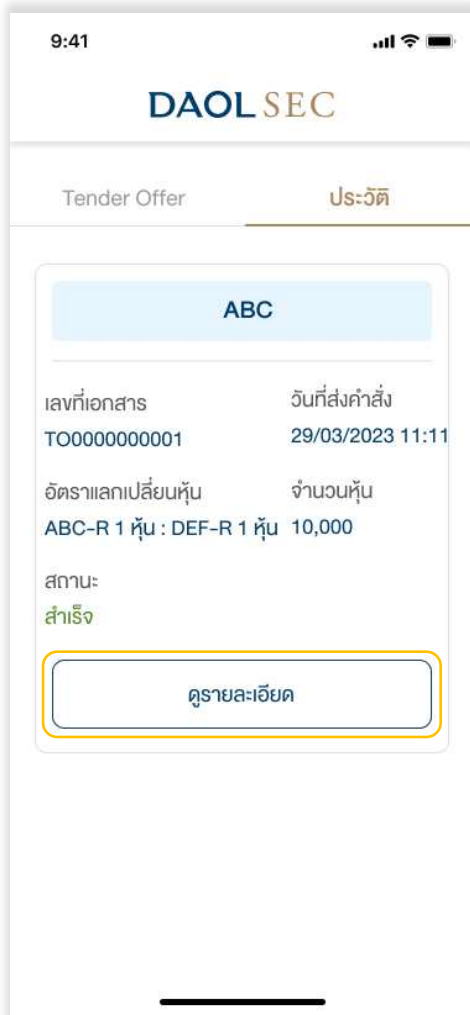 9:41
DAOL SEC
Tender Offer ประวัติ
ABC
เลขที่เอกสาร วันที่ส่งคำสั่ง
TO0000000001 29/03/2023 11:11
อัตราแลกเปลี่ยนหุ้น จำนวนหุ้น
ABC-R 1 หุ้น : DEF-R 1 หุ้น 10,000
สถานะ
สำเร็จ
ดูรายละเอียด